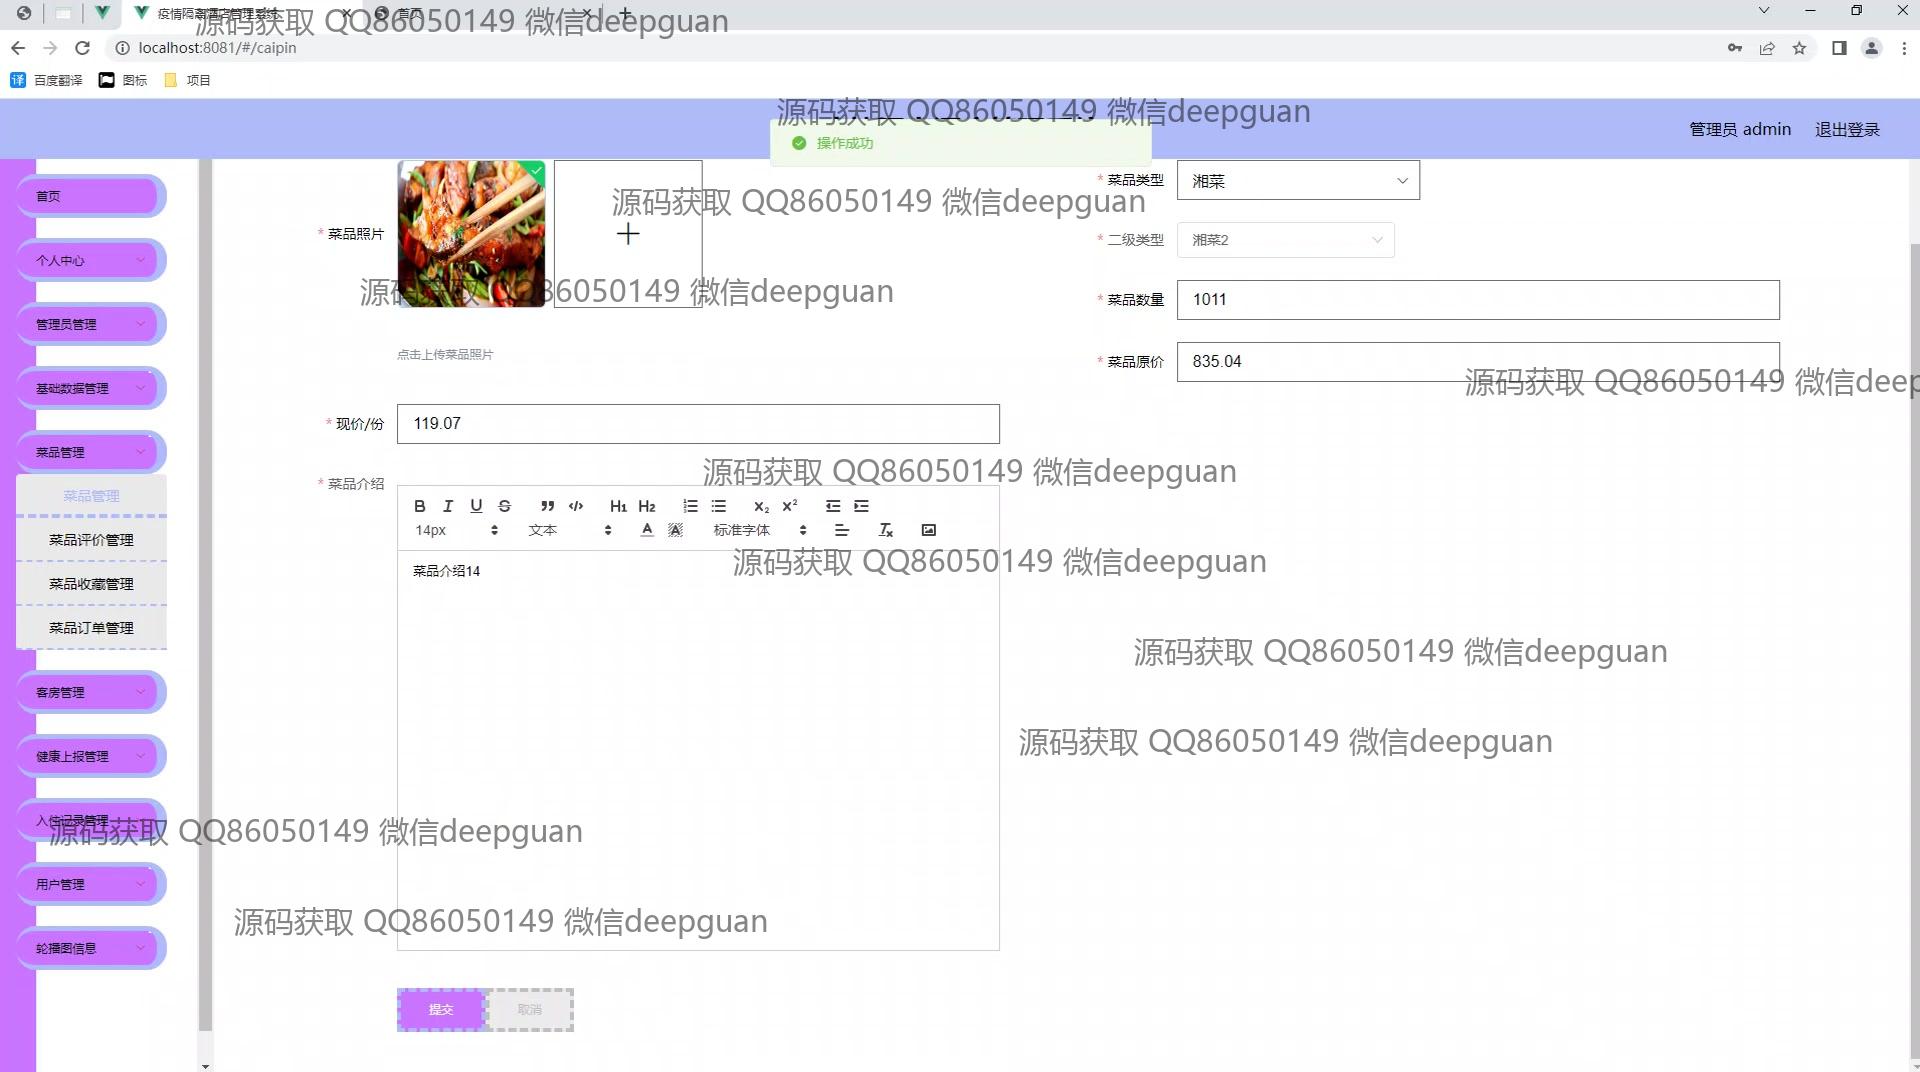 疫情隔离酒店管理系统
首页
源码获取 QQ86050149 微信deepguan
localhost:8081/#/caipin
百度翻译
图标
项目
源码获取 QQ86050149 微信deepguan
操作成功
管理员 admin
退出登录
首页
个人中心
管理员管理
基础数据管理
菜品管理
菜品管理
菜品评价管理
菜品收藏管理
菜品订单管理
客房管理
健康上报管理
入住记录管理
用户管理
轮播图信息
* 菜品照片
点击上传菜品照片
* 菜品类型
湘菜
* 二级类型
湘菜2
* 菜品数量
1011
* 菜品原价
835.04
* 现价/份
119.07
* 菜品介绍
B I U S H1 H2 X2 X2
14px
文本
A A
标准字体
Tx
菜品介绍14
提交
取消
源码获取 QQ86050149 微信deepguan
源码获取 QQ86050149 微信deepguan
源码获取 QQ86050149 微信deep
源码获取 QQ86050149 微信deepguan
源码获取 QQ86050149 微信deepguan
源码获取 QQ86050149 微信deepguan
源码获取 QQ86050149 微信deepguan
源码获取 QQ86050149 微信deepguan
源码获取 QQ86050149 微信deepguan